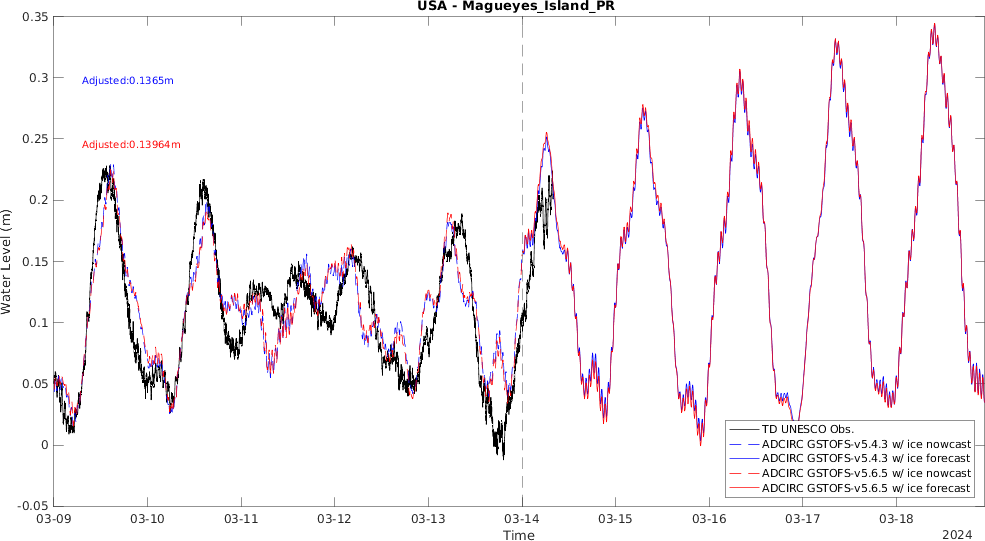 USA - Magueyes_Island_PR
0.35
0.3
0.25
0.2
0.15
0.1
0.05
0
-0.05
Water Level (m)
Adjusted:0.1365m
Adjusted:0.13964m
TD UNESCO Obs.
ADCIRC GSTOFS-v5.4.3 w/ ice nowcast
ADCIRC GSTOFS-v5.4.3 w/ ice forecast
ADCIRC GSTOFS-v5.6.5 w/ ice nowcast
ADCIRC GSTOFS-v5.6.5 w/ ice forecast
03-09 03-10 03-11 03-12 03-13 03-14 03-15 03-16 03-17 03-18
Time
2024